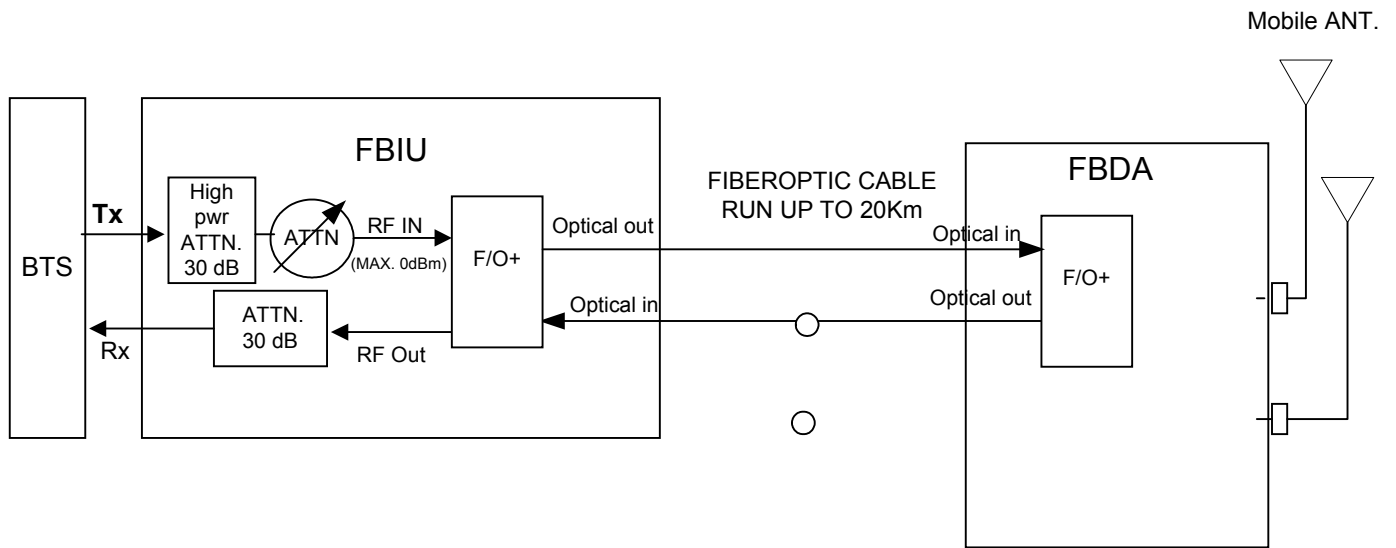 Mobile ANT.
FBIU
FBDA
FIBEROPTIC CABLE
RUN UP TO 20Km
BTS
Tx
High
pwr
ATTN.
30 dB
ATTN
RF IN
(MAX. 0dBm)
F/O+
Optical out
Optical in
F/O+
Rx
ATTN.
30 dB
RF Out
Optical in
Optical out